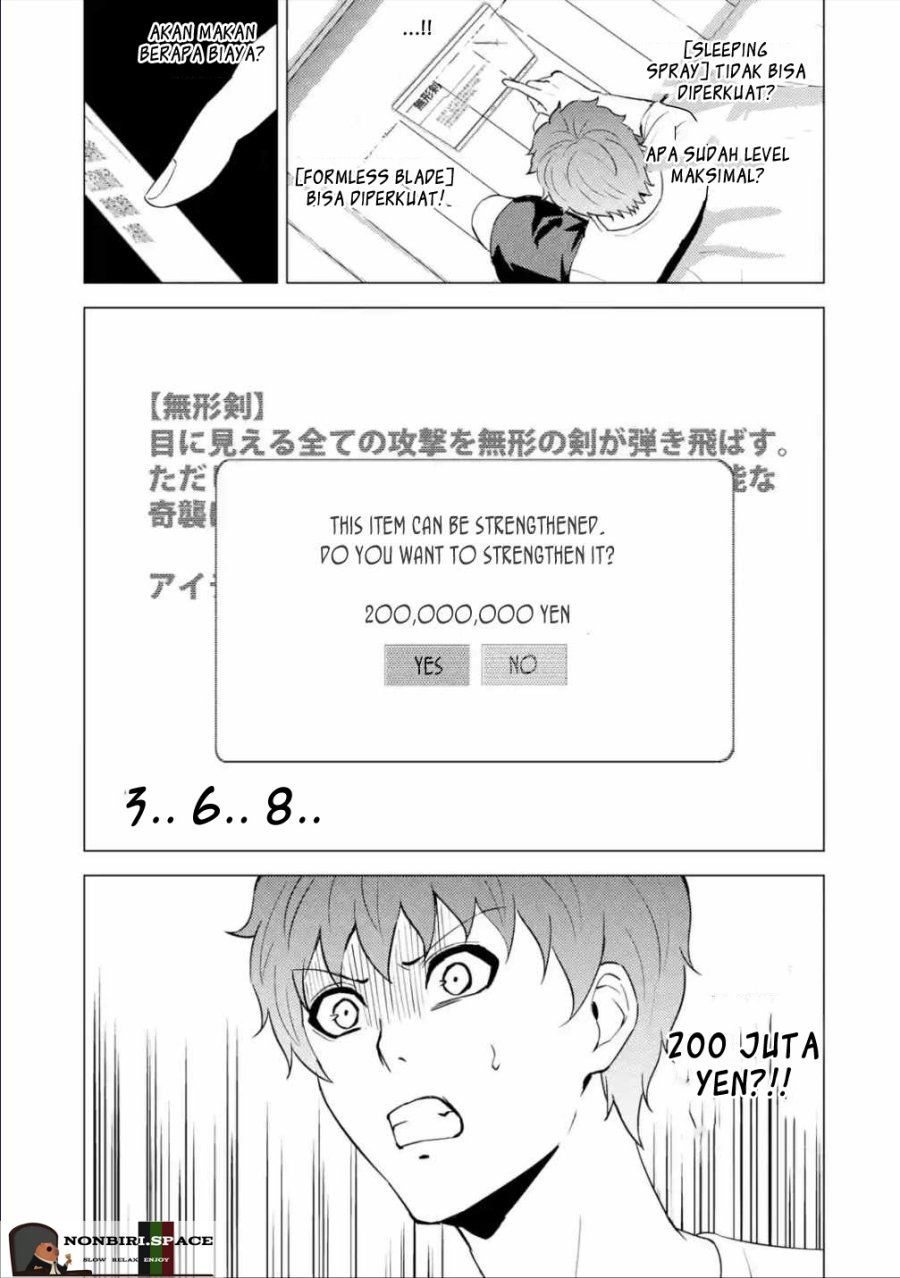 ...!!
[SLEEPING
SPRAY] TIDAK BISA
DIPERKUAT?
APA SUDAH LEVEL
MAKSIMAL?
無形剣
[FORMLESS BLADE]
BISA DIPERKUAT!
AKAN MAKAN
BERAPA BIAYA?
【無形剣】
目に見える全ての攻撃を無形の剣が弾き飛ばす。
ただ
能な
奇襲
アイ
THIS ITEM CAN BE STRENGTHENED.
DO YOU WANT TO STRENGTHEN IT?
200,000,000 YEN
YES NO
3.. 6.. 8..
200 JUTA
YEN?!!
NONBIRI.SPACE
SLOW RELAX ENJOY